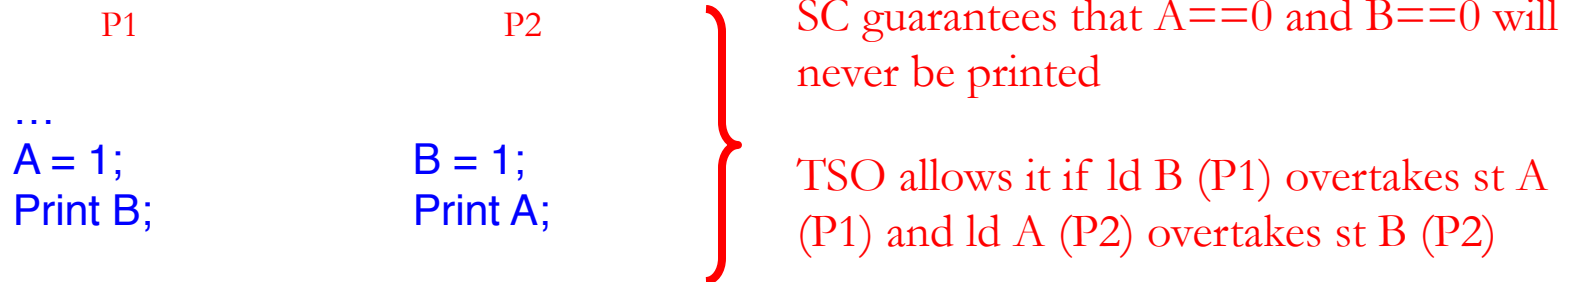 P1
P2
…
A = 1;
Print B;
B = 1;
Print A;
SC guarantees that A==0 and B==0 will
never be printed
TSO allows it if ld B (P1) overtakes st A
(P1) and ld A (P2) overtakes st B (P2)